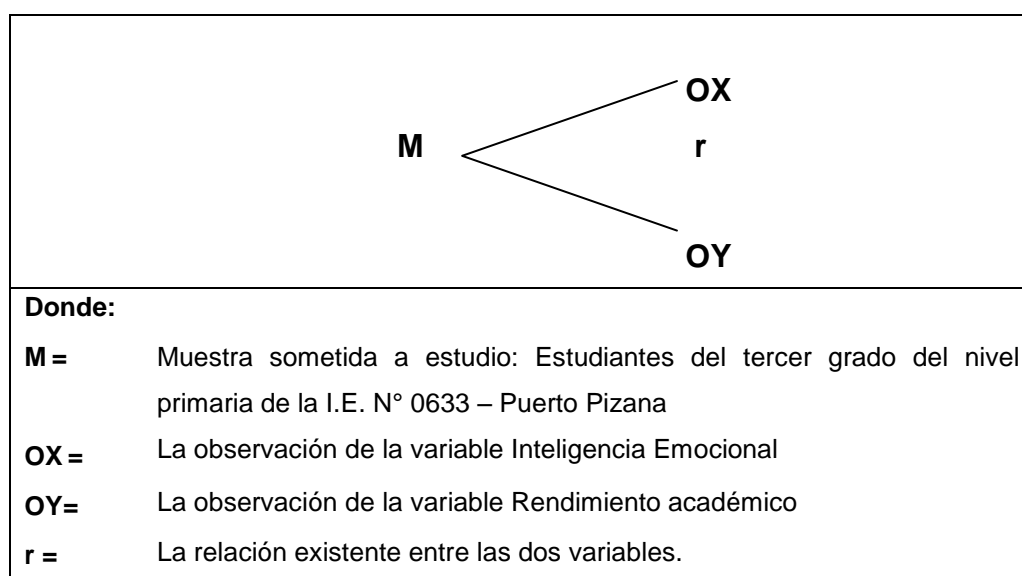 OX
M r
OY
Donde:
M = Muestra sometida a estudio: Estudiantes del tercer grado del nivel
primaria de la I.E. N° 0633 – Puerto Pizana
OX = La observación de la variable Inteligencia Emocional
OY= La observación de la variable Rendimiento académico
r = La relación existente entre las dos variables.